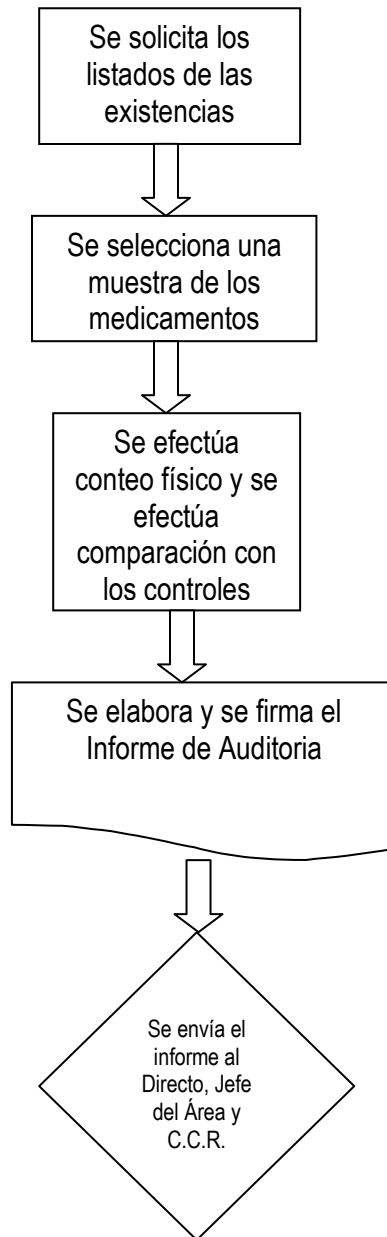 Se solicita los
listados de las
existencias
Se selecciona una
muestra de los
medicamentos
Se efectúa
conteo físico y se
efectúa
comparación con
los controles
Se elabora y se firma el
Informe de Auditoria
Se envía el
informe al
Directo, Jefe
del Área y
C.C.R.